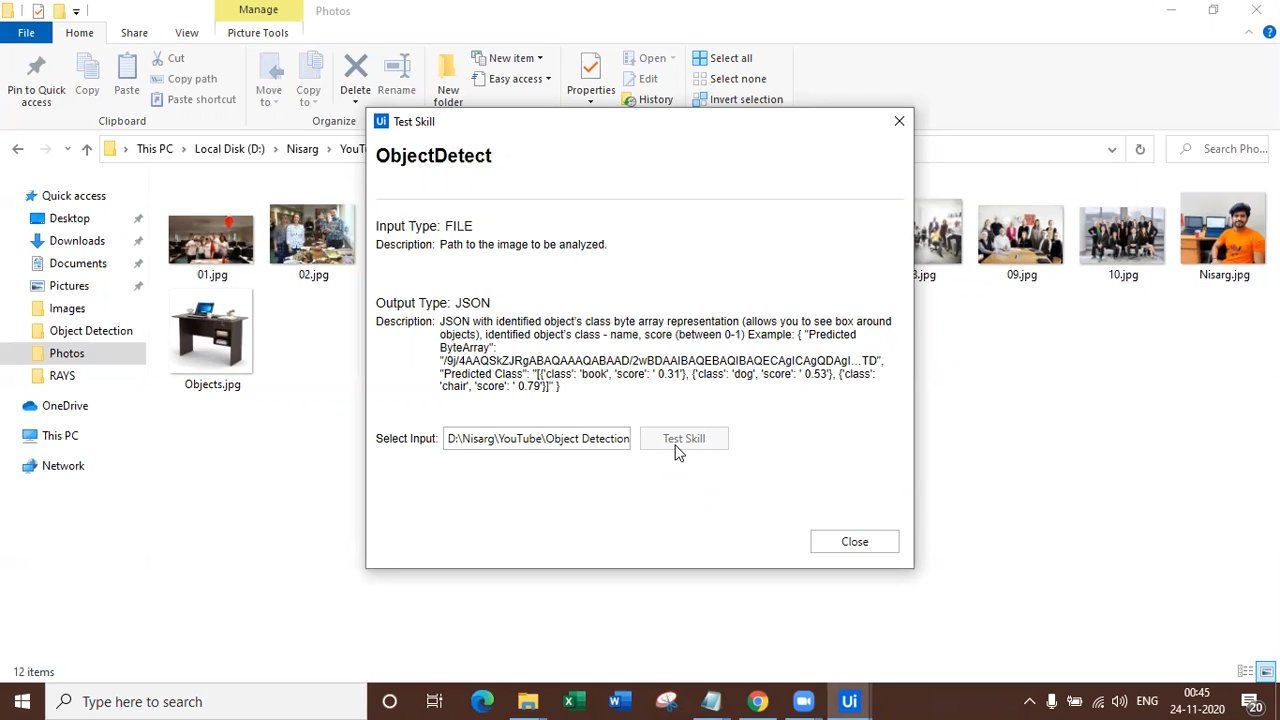 Manage
Photos
File
Home
Share
View
Picture Tools
Pin to Quick
access
Copy
Paste
Cut
Copy path
Paste shortcut
Clipboard
Move
to
Copy
to
Delete
Rename
Organize
New
folder
New item
Easy access
Properties
Open
Edit
History
Select all
Select none
Invert selection
This PC
Local Disk (D:)
Nisarg
YouT
Search Pho...
Quick access
Desktop
Downloads
Documents
Pictures
Images
Object Detection
Photos
RAYS
OneDrive
This PC
Network
01.jpg
02.jpg
.jpg
09.jpg
10.jpg
Nisarg.jpg
Objects.jpg
Ui Test Skill
ObjectDetect
Input Type: FILE
Description: Path to the image to be analyzed.
Output Type: JSON
Description: JSON with identified object's class byte array representation (allows you to see box around
objects), identified object's class - name, score (between 0-1) Example: { "Predicted
ByteArray":
"/9j/4AAQSkZJRgABAQAAAQABAAD/2wBDAAIBAQEBAQIBAQECAgICAgQDAgI…TD",
"Predicted Class": "[{'class': 'book', 'score': ' 0.31'}, {'class': 'dog', 'score': ' 0.53'}, {'class':
'chair', 'score': ' 0.79'}]" }
Select Input:
D:\Nisarg\YouTube\Object Detection
Test Skill
Close
12 items
Type here to search
Ui
ENG
00:45
24-11-2020
20